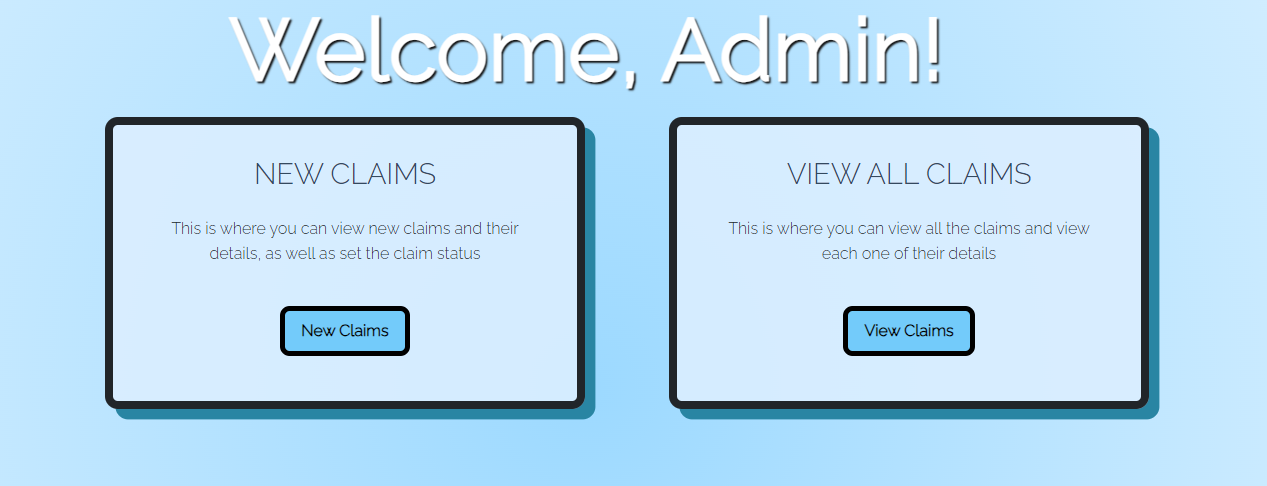 Welcome, Admin!
NEW CLAIMS
This is where you can view new claims and their
details, as well as set the claim status
New Claims
VIEW ALL CLAIMS
This is where you can view all the claims and view
each one of their details
View Claims